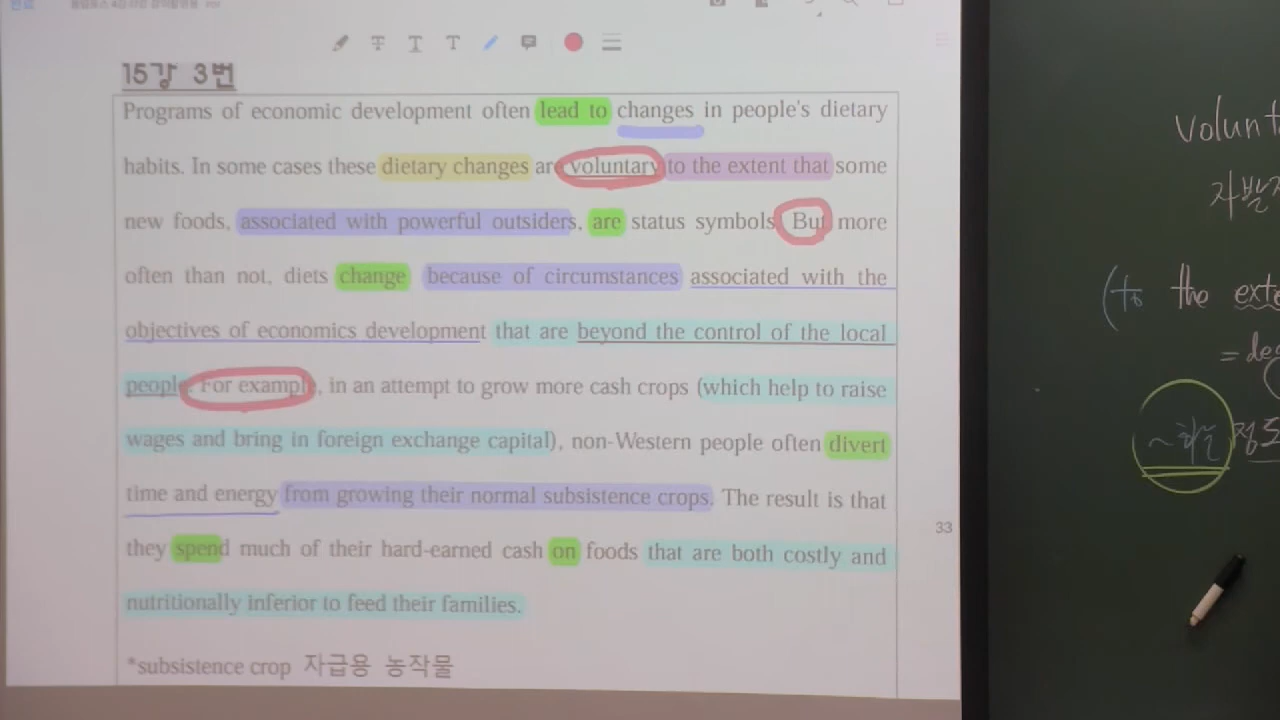 15강 3번
Programs of economic development often lead to changes in people's dietary
habits. In some cases these dietary changes are voluntary to the extent that some
new foods, associated with powerful outsiders, are status symbols. But more
often than not, diets change because of circumstances associated with the
objectives of economics development that are beyond the control of the local
people. For example, in an attempt to grow more cash crops (which help to raise
wages and bring in foreign exchange capital), non-Western people often divert
time and energy from growing their normal subsistence crops. The result is that
they spend much of their hard-earned cash on foods that are both costly and
nutritionally inferior to feed their families.
*subsistence crop 자급용 농작물
33
Volunt
자발적
(to the exte
= deg
~하는 정도